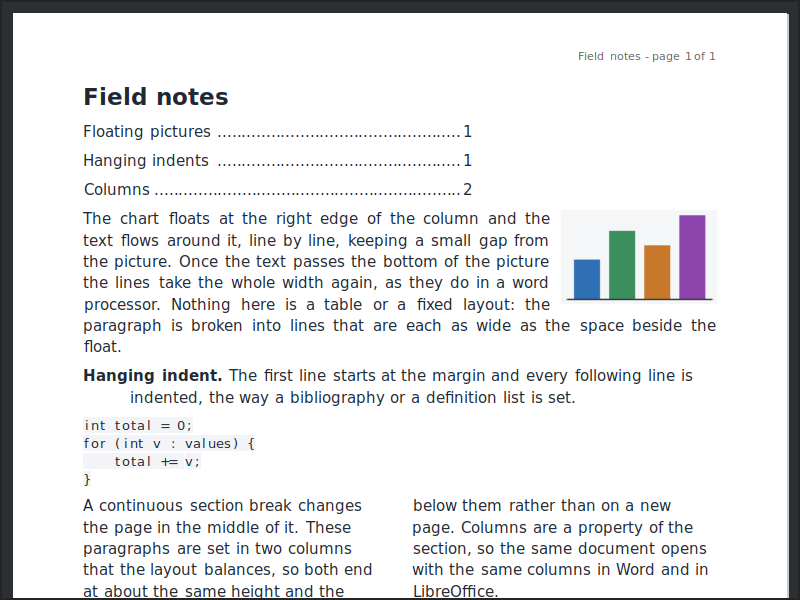 Field notes - page 1 of 1
Field notes
Floating pictures ................................................. 1
Hanging indents ................................................. 1
Columns .............................................................. 2
The chart floats at the right edge of the column and the
text flows around it, line by line, keeping a small gap from
the picture. Once the text passes the bottom of the picture
the lines take the whole width again, as they do in a word
processor. Nothing here is a table or a fixed layout: the
paragraph is broken into lines that are each as wide as the space beside the
float.
Hanging indent. The first line starts at the margin and every following line is
indented, the way a bibliography or a definition list is set.
int total = 0;
for (int v : values) {
    total += v;
}
A continuous section break changes
the page in the middle of it. These
paragraphs are set in two columns
that the layout balances, so both end
at about the same height and the
below them rather than on a new
page. Columns are a property of the
section, so the same document opens
with the same columns in Word and in
LibreOffice.